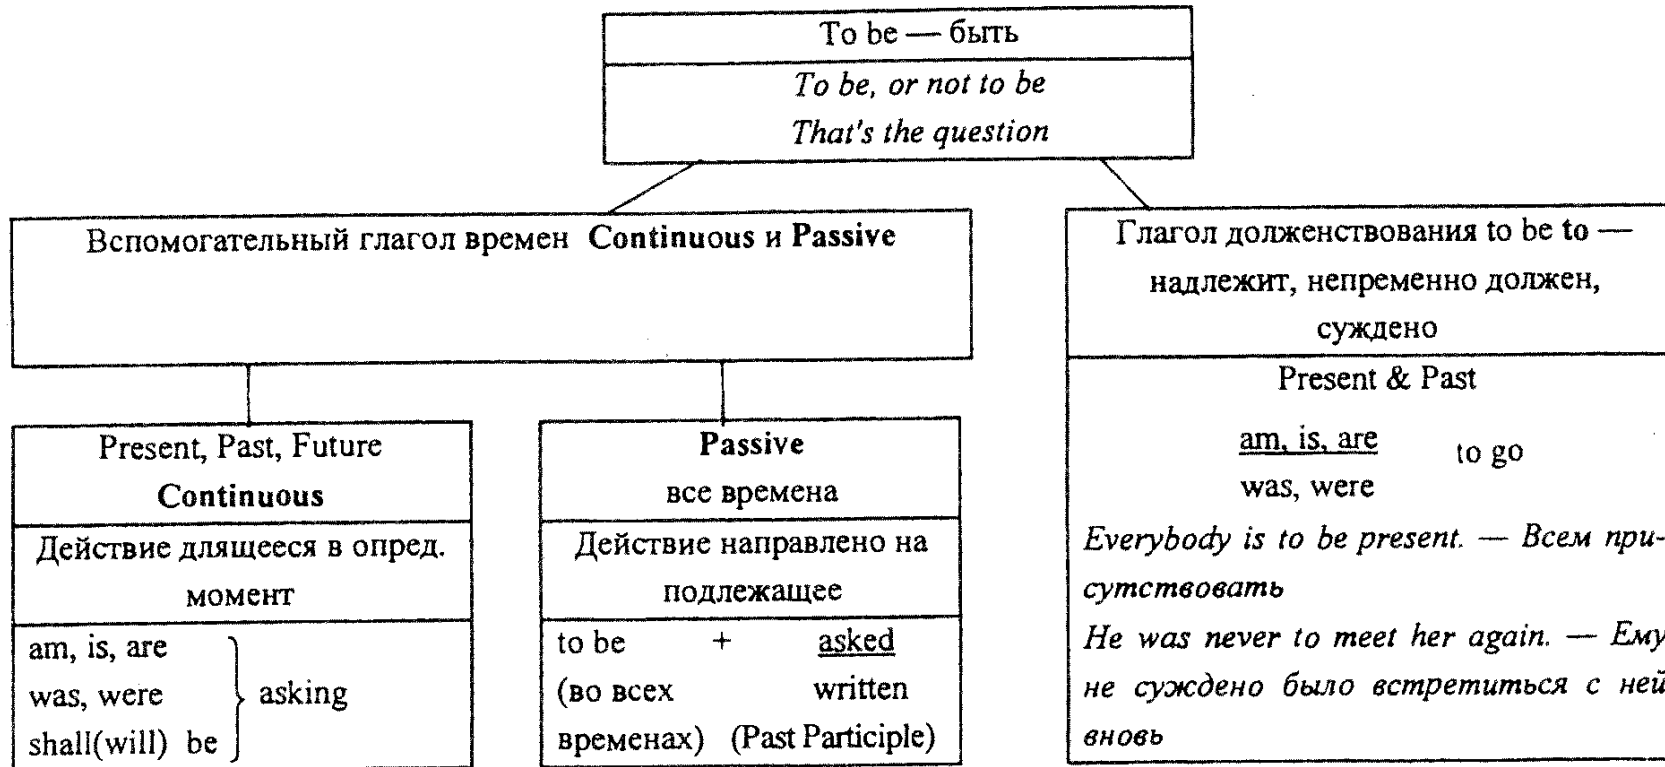 To be — быть
To be, or not to be
That's the question
Вспомогательный глагол времен Continuous и Passive
Present, Past, Future
Continuous
Действие длящееся в опред.
момент
am, is, are
was, were } asking
shall(will) be
Passive
все времена
Действие направлено на
подлежащее
to be + asked
(во всех written
временах) (Past Participle)
Глагол долженствования to be to —
надлежит, непременно должен,
суждено
Present & Past
am, is, are to go
was, were
Everybody is to be present. — Всем при-
сутствовать
He was never to meet her again. — Ему
не суждено было встретиться с ней
вновь